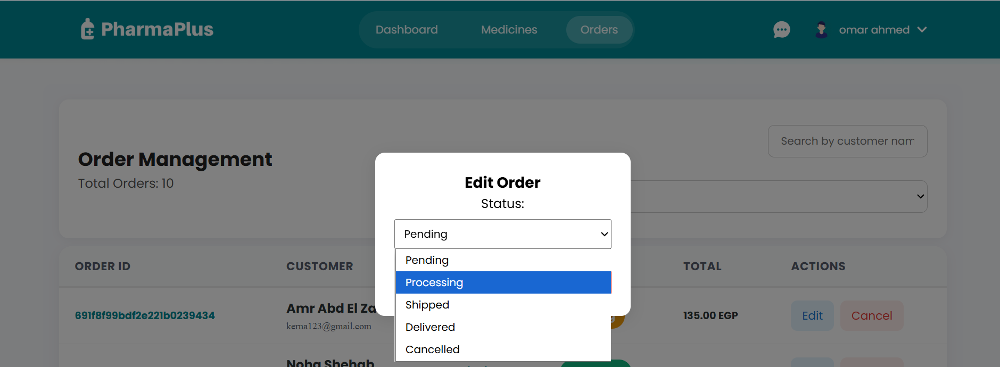 PharmaPlus
Dashboard
Medicines
Orders
omar ahmed
Search by customer nam
Order Management
Total Orders: 10
Edit Order
Status:
Pending
Pending
Processing
Shipped
Delivered
Cancelled
ORDER ID
CUSTOMER
TOTAL
ACTIONS
691f8f99bdf2e221b0239434
Amr Abd El Za
kerna123@gmail.com
135.00 EGP
Edit
Cancel
Noha Shehab